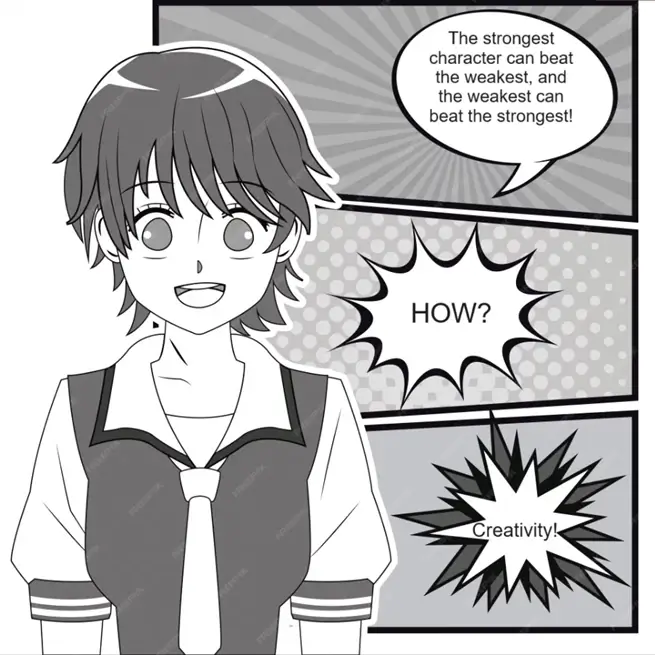 The strongest
character can beat
the weakest, and
the weakest can
beat the strongest!
HOW?
Creativity!